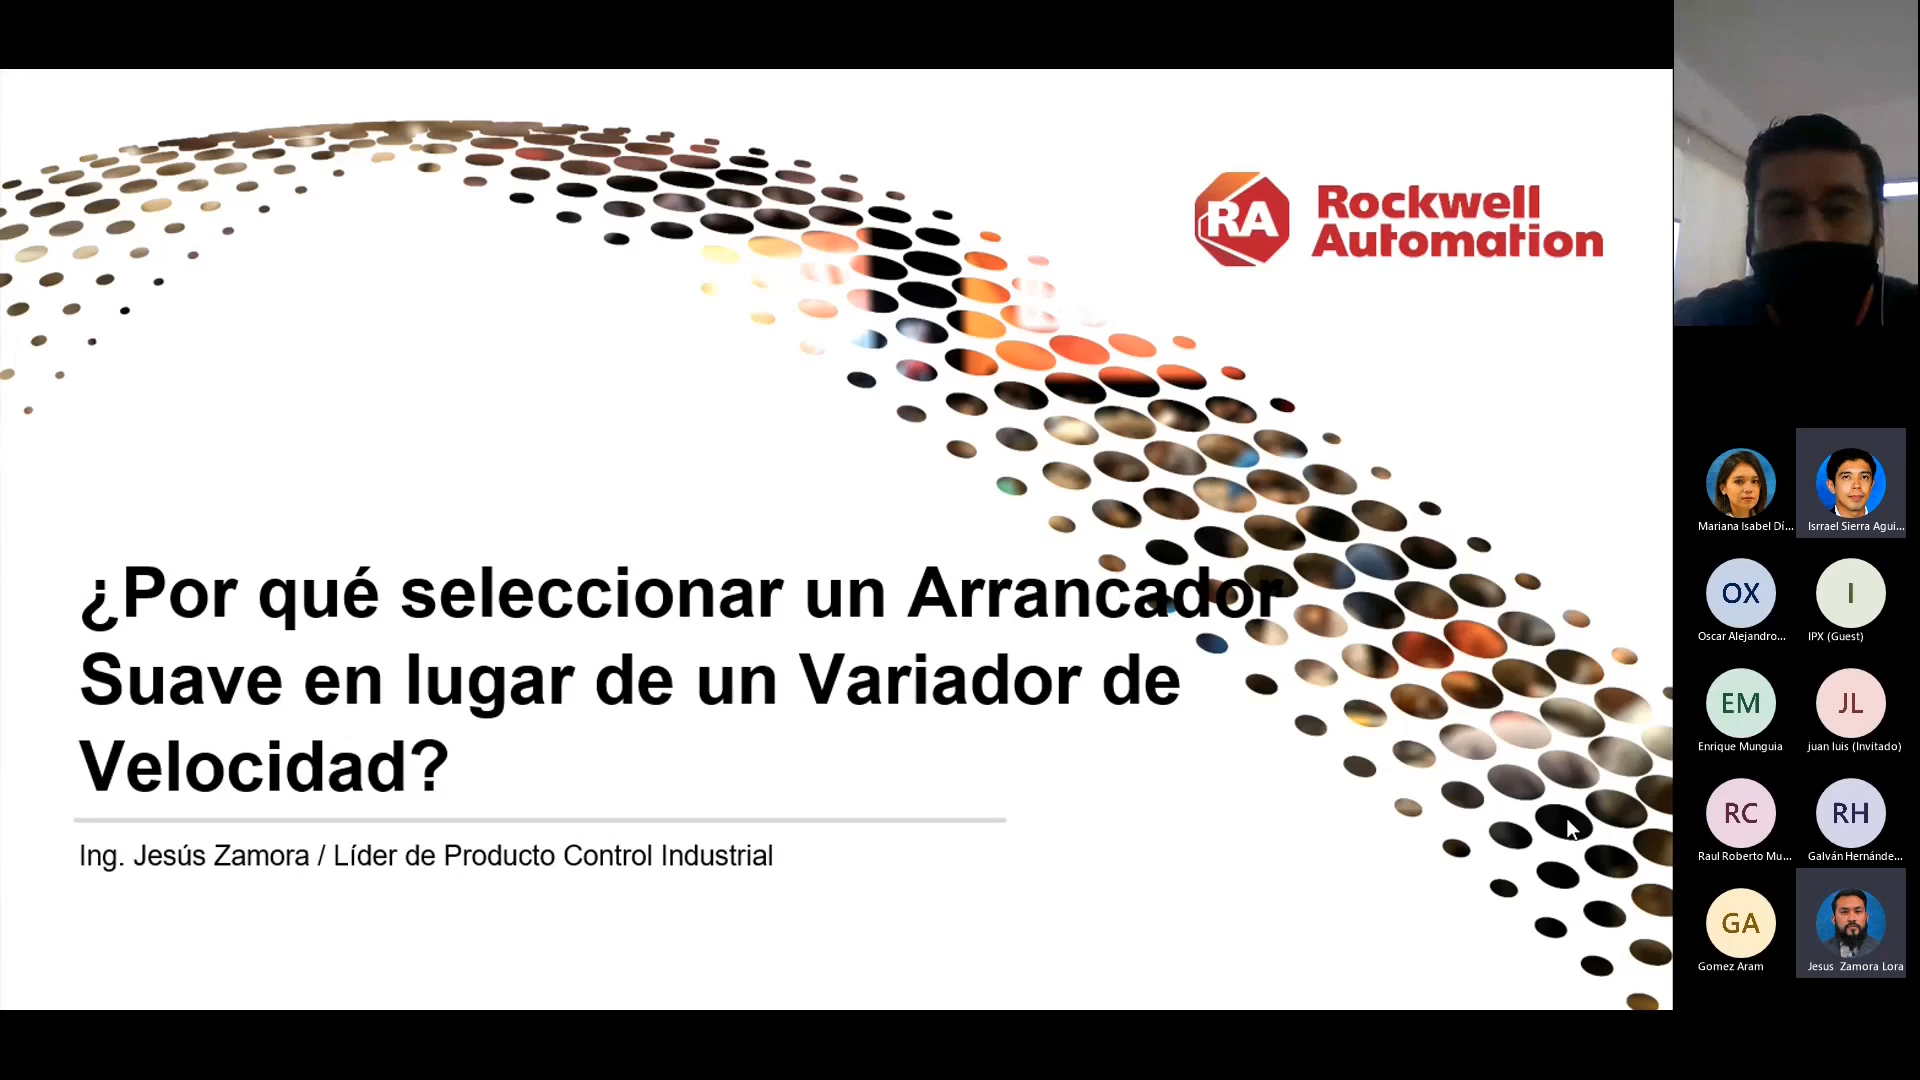 RA Rockwell
Automation
¿Por qué seleccionar un Arrancador
Suave en lugar de un Variador de
Velocidad?
Ing. Jesús Zamora / Líder de Producto Control Industrial
Mariana Isabel Dí...
Isrrael Sierra Agui...
OX
Oscar Alejandro...
I
IPX (Guest)
EM
Enrique Munguia
JL
juan luis (Invitado)
RC
Raul Roberto Mu...
RH
Galván Hernánde...
GA
Gomez Aram
Jesus Zamora Lora